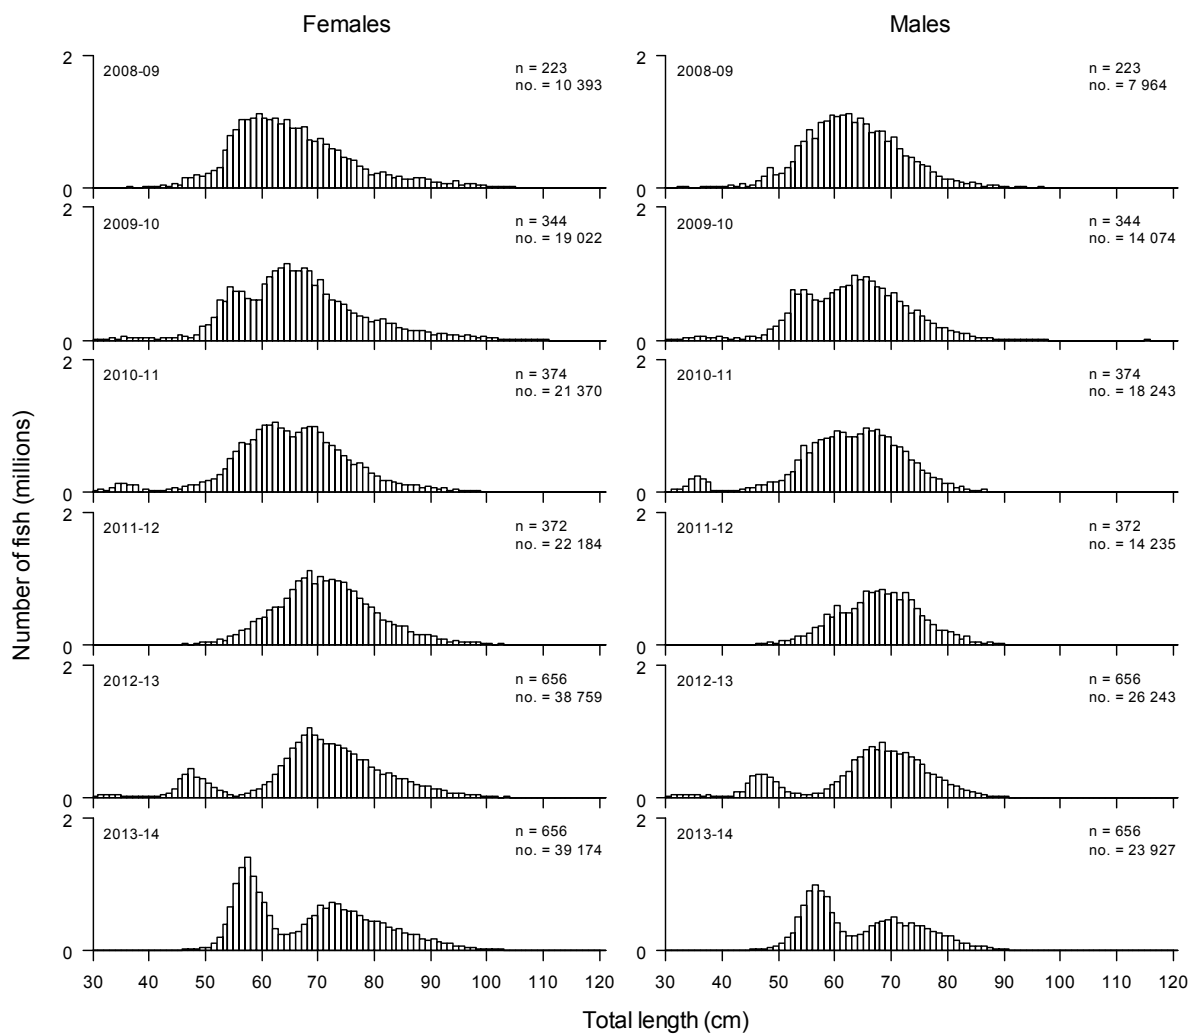 Females
Males
2
2008-09
n = 223
no. = 10 393
0
2
2008-09
n = 223
no. = 7 964
0
2
2009-10
n = 344
no. = 19 022
0
2
2009-10
n = 344
no. = 14 074
0
2
2010-11
n = 374
no. = 21 370
0
2
2010-11
n = 374
no. = 18 243
0
2
2011-12
n = 372
no. = 22 184
0
2
2011-12
n = 372
no. = 14 235
0
2
2012-13
n = 656
no. = 38 759
0
2
2012-13
n = 656
no. = 26 243
0
2
2013-14
n = 656
no. = 39 174
0
2
2013-14
n = 656
no. = 23 927
0
30 40 50 60 70 80 90 100 110 120
30 40 50 60 70 80 90 100 110 120
Total length (cm)
Number of fish (millions)